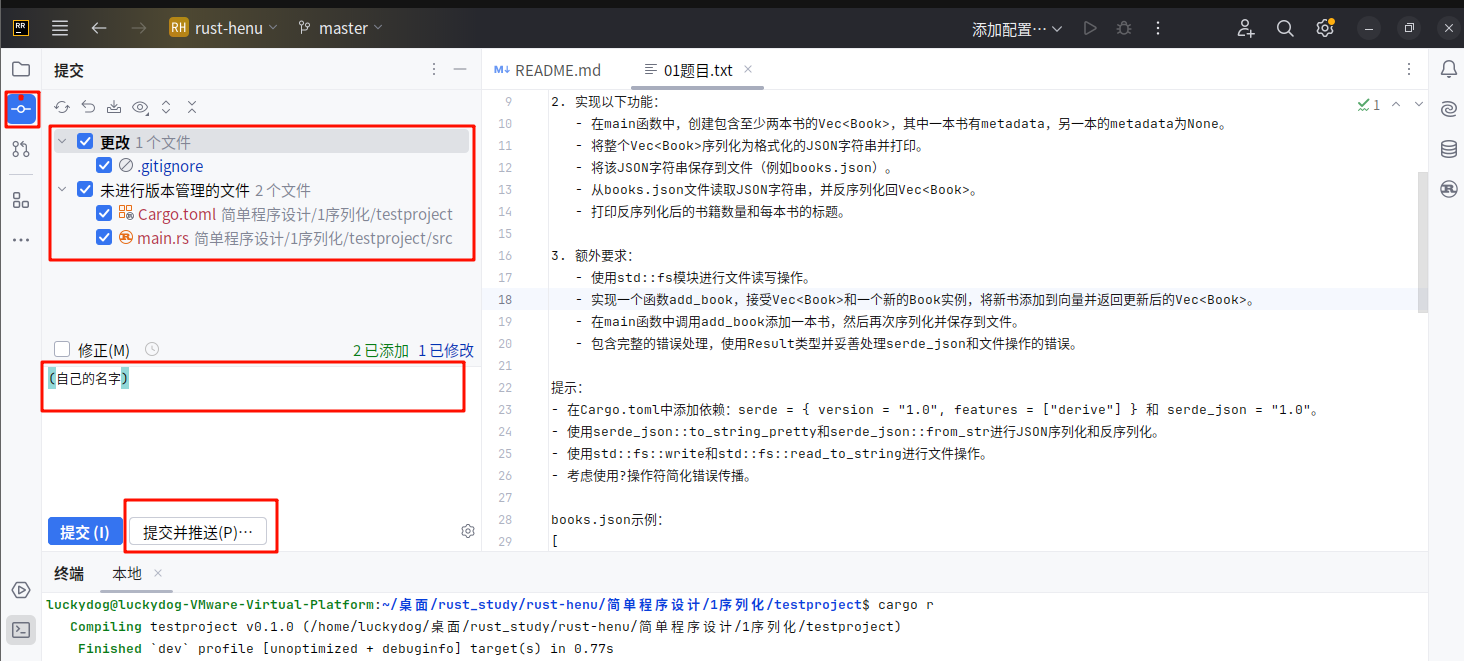 RR
RH rust-henu
master
添加配置…
提交
更改 1 个文件
.gitignore
未进行版本管理的文件 2 个文件
Cargo.toml 简单程序设计/1序列化/testproject
main.rs 简单程序设计/1序列化/testproject/src
修正(M)
2 已添加 1 已修改
(自己的名字)
提交 (I)
提交并推送(P)…
M↓ README.md
01题目.txt
1
9 2. 实现以下功能：
10 - 在main函数中，创建包含至少两本书的Vec<Book>，其中一本书有metadata，另一本的metadata为None。
11 - 将整个Vec<Book>序列化为格式化的JSON字符串并打印。
12 - 将该JSON字符串保存到文件（例如books.json）。
13 - 从books.json文件读取JSON字符串，并反序列化回Vec<Book>。
14 - 打印反序列化后的书籍数量和每本书的标题。
15
16 3. 额外要求：
17 - 使用std::fs模块进行文件读写操作。
18 - 实现一个函数add_book，接受Vec<Book>和一个新的Book实例，将新书添加到向量并返回更新后的Vec<Book>。
19 - 在main函数中调用add_book添加一本书，然后再次序列化并保存到文件。
20 - 包含完整的错误处理，使用Result类型并妥善处理serde_json和文件操作的错误。
21
22 提示：
23 - 在Cargo.toml中添加依赖：serde = { version = "1.0", features = ["derive"] } 和 serde_json = "1.0"。
24 - 使用serde_json::to_string_pretty和serde_json::from_str进行JSON序列化和反序列化。
25 - 使用std::fs::write和std::fs::read_to_string进行文件操作。
26 - 考虑使用?操作符简化错误传播。
27
28 books.json示例：
29 [
终端 本地
luckydog@luckydog-VMware-Virtual-Platform:~/桌面/rust_study/rust-henu/简单程序设计/1序列化/testproject$ cargo r
Compiling testproject v0.1.0 (/home/luckydog/桌面/rust_study/rust-henu/简单程序设计/1序列化/testproject)
Finished `dev` profile [unoptimized + debuginfo] target(s) in 0.77s